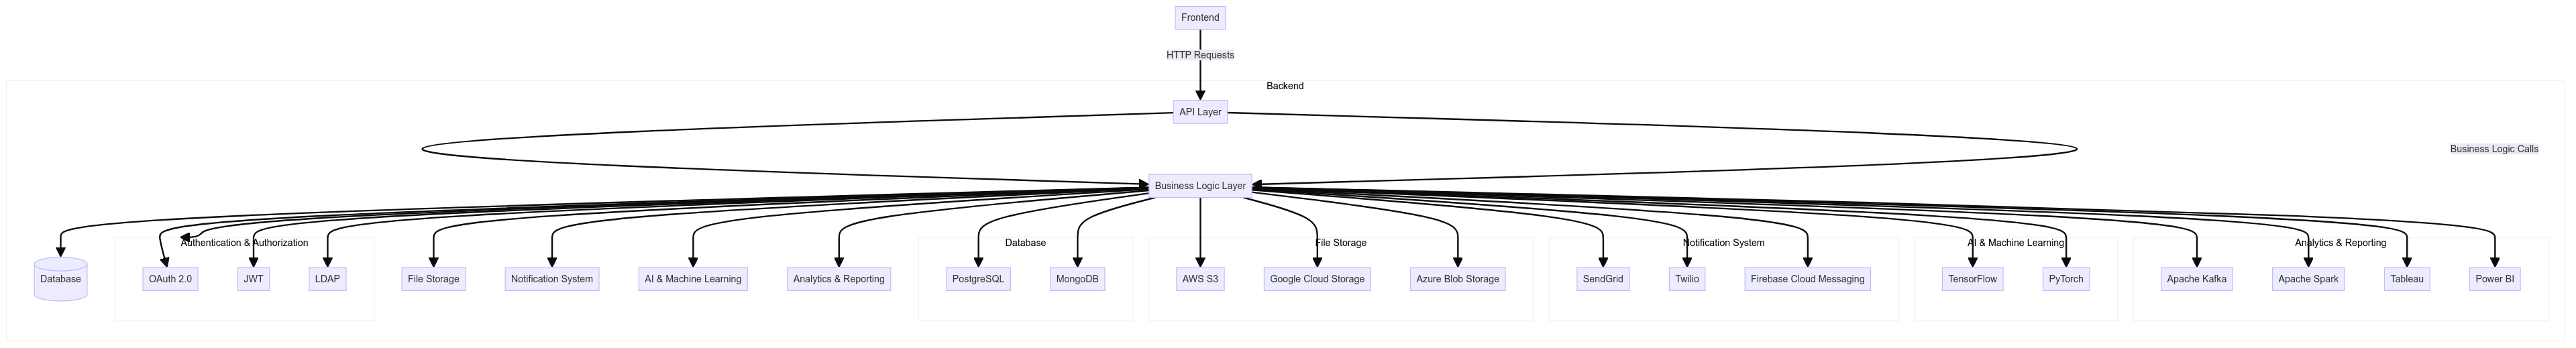 Frontend
HTTP Requests
Backend
API Layer
Business Logic Calls
Business Logic Layer
Authentication & Authorization
Database
File Storage
Notification System
AI & Machine Learning
Analytics & Reporting
Database
OAuth 2.0
JWT
LDAP
File Storage
Notification System
AI & Machine Learning
Analytics & Reporting
PostgreSQL
MongoDB
AWS S3
Google Cloud Storage
Azure Blob Storage
SendGrid
Twilio
Firebase Cloud Messaging
TensorFlow
PyTorch
Apache Kafka
Apache Spark
Tableau
Power BI